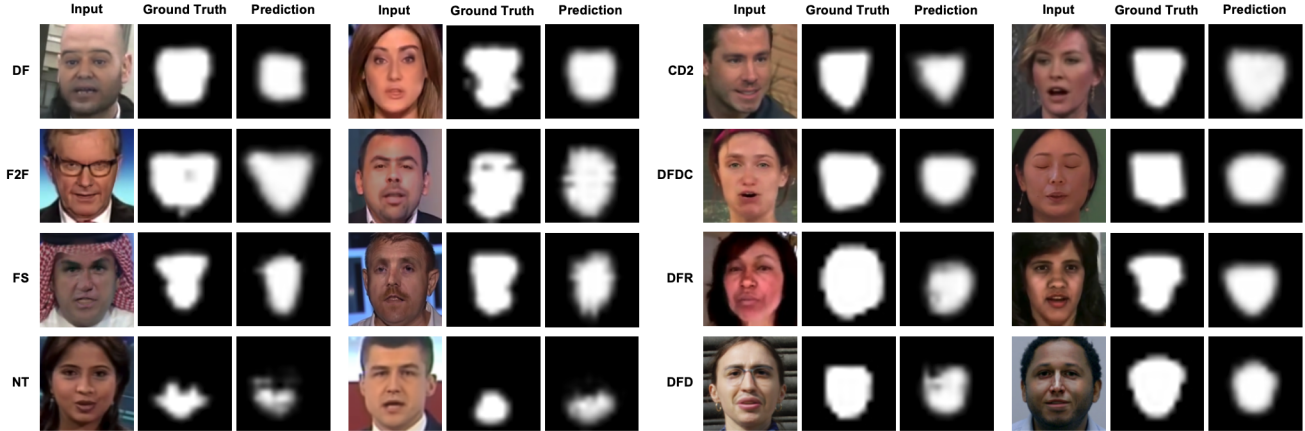 Input Ground Truth Prediction Input Ground Truth Prediction Input Ground Truth Prediction Input Ground Truth Prediction
DF CD2
F2F DFDC
FS DFR
NT DFD